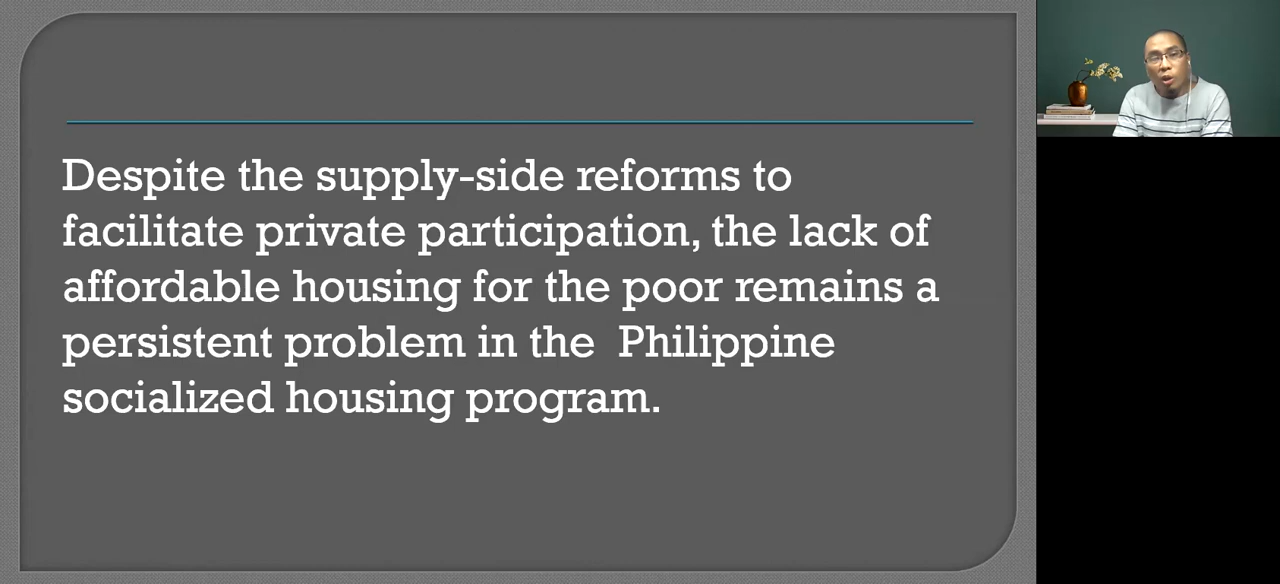 Despite the supply-side reforms to
facilitate private participation, the lack of
affordable housing for the poor remains a
persistent problem in the  Philippine
socialized housing program.